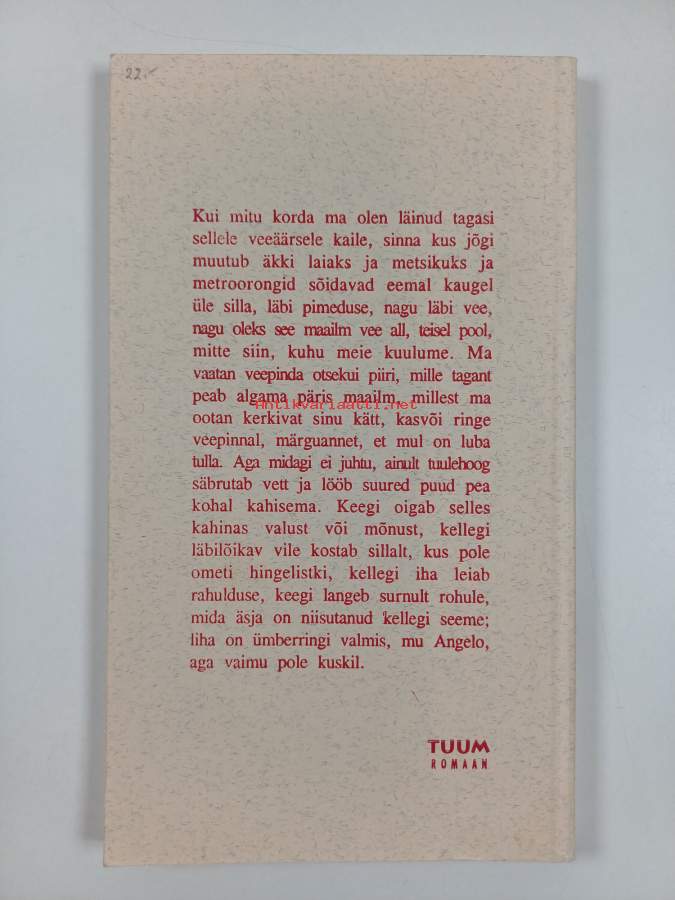 22.-
Kui mitu korda ma olen läinud tagasi
sellele veeäärsele kaile, sinna kus jõgi
muutub äkki laiaks ja metsikuks ja
metroorongid sõidavad eemal kaugel
üle silla, läbi pimeduse, nagu läbi vee,
nagu oleks see maailm vee all, teisel pool,
mitte siin, kuhu meie kuulume. Ma
vaatan veepinda otsekui piiri, mille tagant
peab algama päris maailm, millest ma
antikvariaatti.net
ootan kerkivat sinu kätt, kasvõi ringe
veepinnal, märguannet, et mul on luba
tulla. Aga midagi ei juhtu, ainult tuulehoog
säbrutab vett ja lööb suured puud pea
kohal kahisema. Keegi oigab selles
kahinas valust või mõnust, kellegi
läbilõikav vile kostab sillalt, kus pole
ometi hingelistki, kellegi iha leiab
rahulduse, keegi langeb surnult rohule,
mida äsja on niisutanud kellegi seeme;
liha on ümberringi valmis, mu Angelo,
aga vaimu pole kuskil.
TUUM
ROMAAN